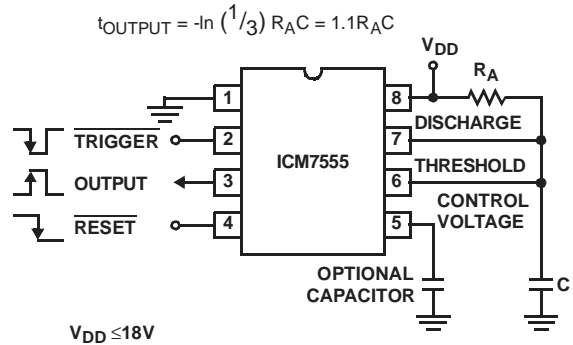 tOUTPUT = -ln (1/3) RAC = 1.1RAC
VDD
RA
1
8
DISCHARGE
TRIGGER
2
7
ICM7555
THRESHOLD
OUTPUT
3
6
CONTROL
VOLTAGE
RESET
4
5
OPTIONAL
CAPACITOR
C
VDD ≤18V